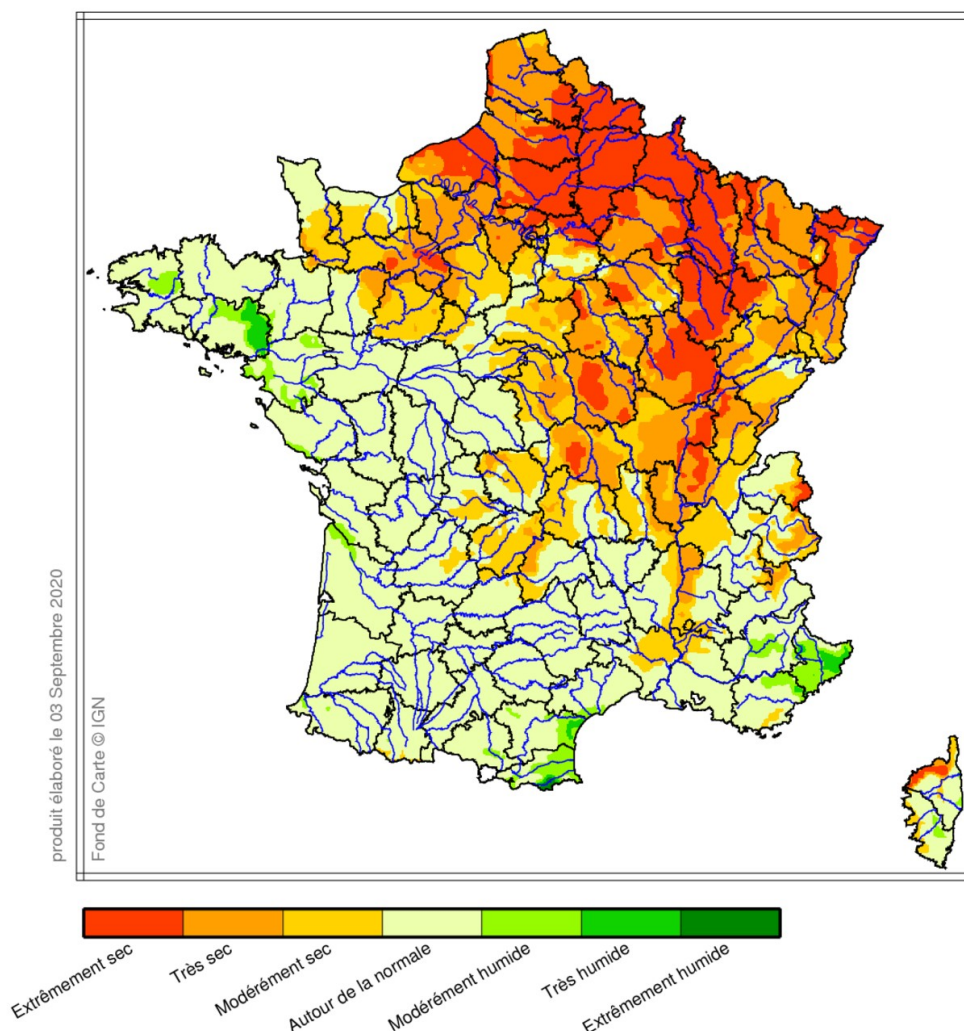 produit élaboré le 03 Septembre 2020
Fond de Carte © IGN
Extrêmement sec
Très sec
Modérément sec
Autour de la normale
Modérément humide
Très humide
Extrêmement humide